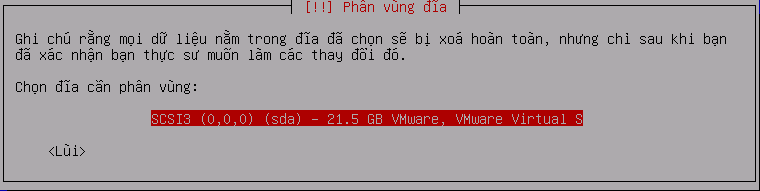 [!!] Phân vùng đĩa
Ghi chú rằng mọi dữ liệu nằm trong đĩa đã chọn sẽ bị xoá hoàn toàn, nhưng chỉ sau khi bạn
đã xác nhận bạn thực sư muốn làm các thay đổi đó.
Chọn đĩa cần phân vùng:
SCSI3 (0,0,0) (sda) - 21.5 GB VMware, VMware Virtual S
<Lùi>